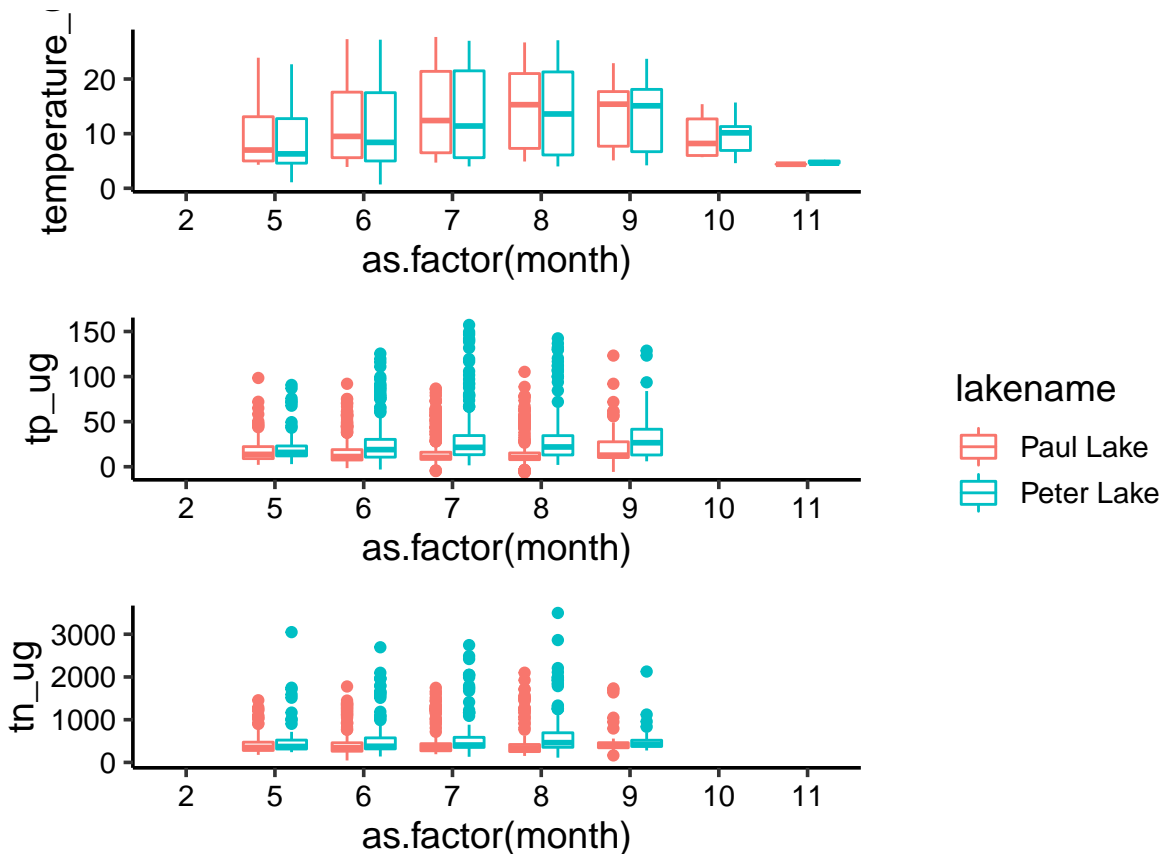 temperature_
20
10
0
2 5 6 7 8 9 10 11
as.factor(month)
tp_ug
150
100
50
0
2 5 6 7 8 9 10 11
as.factor(month)
tn_ug
3000
2000
1000
0
2 5 6 7 8 9 10 11
as.factor(month)
lakename
Paul Lake
Peter Lake